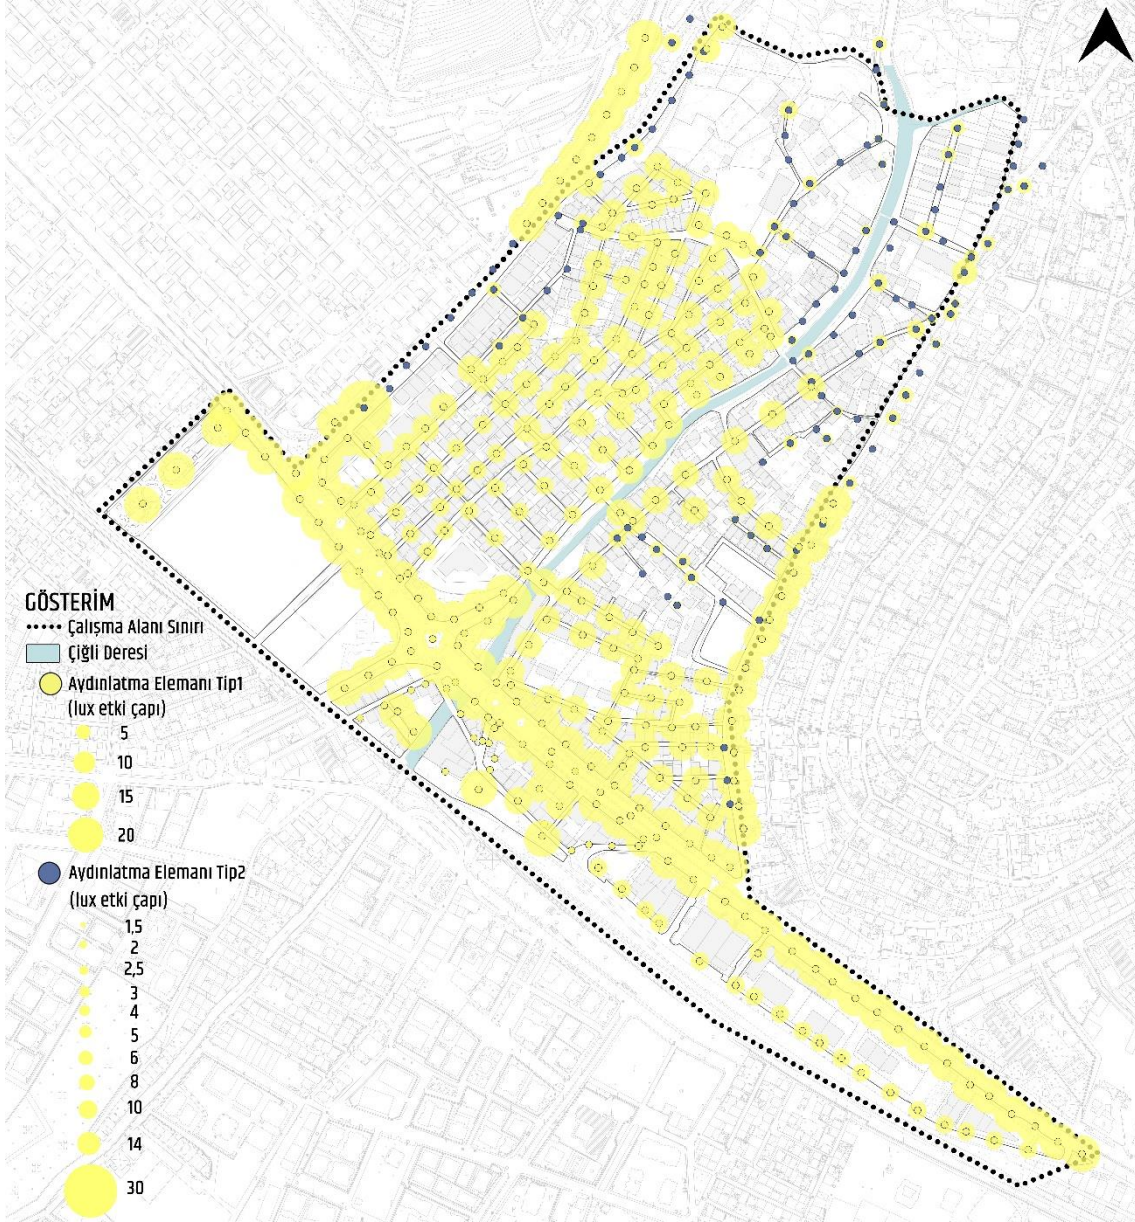 GÖSTERİM
Çalışma Alanı Sınırı
Çiğli Deresi
Aydınlatma Elemanı Tip1
(lux etki çapı)
5
10
15
20
Aydınlatma Elemanı Tip2
(lux etki çapı)
1,5
2
2,5
3
4
5
6
8
10
14
30